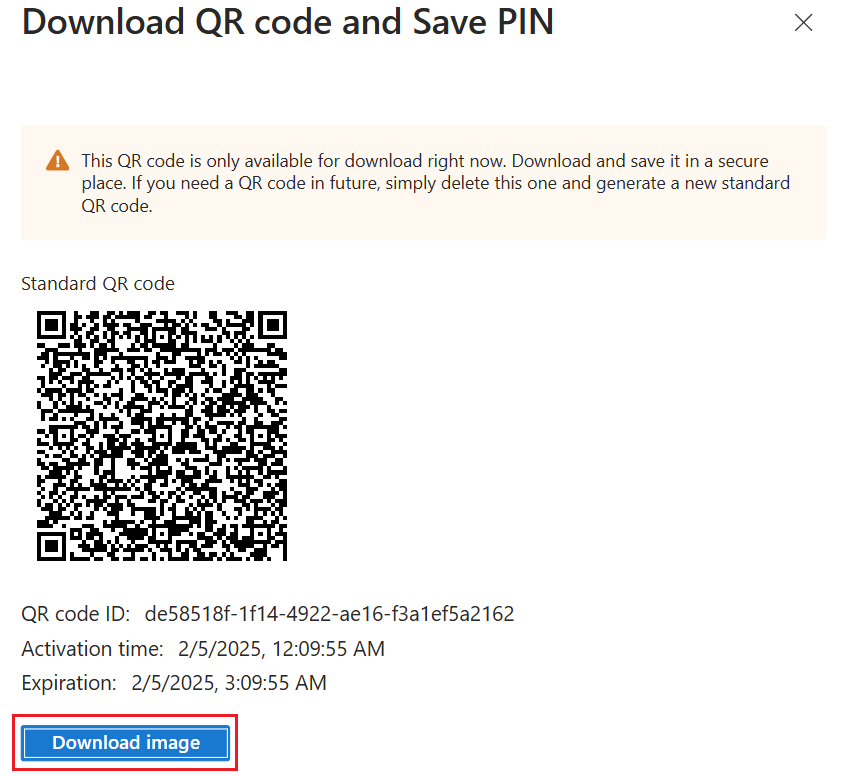 Download QR code and Save PIN
This QR code is only available for download right now. Download and save it in a secure
place. If you need a QR code in future, simply delete this one and generate a new standard
QR code.
Standard QR code
QR code ID: de58518f-1f14-4922-ae16-f3a1ef5a2162
Activation time: 2/5/2025, 12:09:55 AM
Expiration: 2/5/2025, 3:09:55 AM
Download image